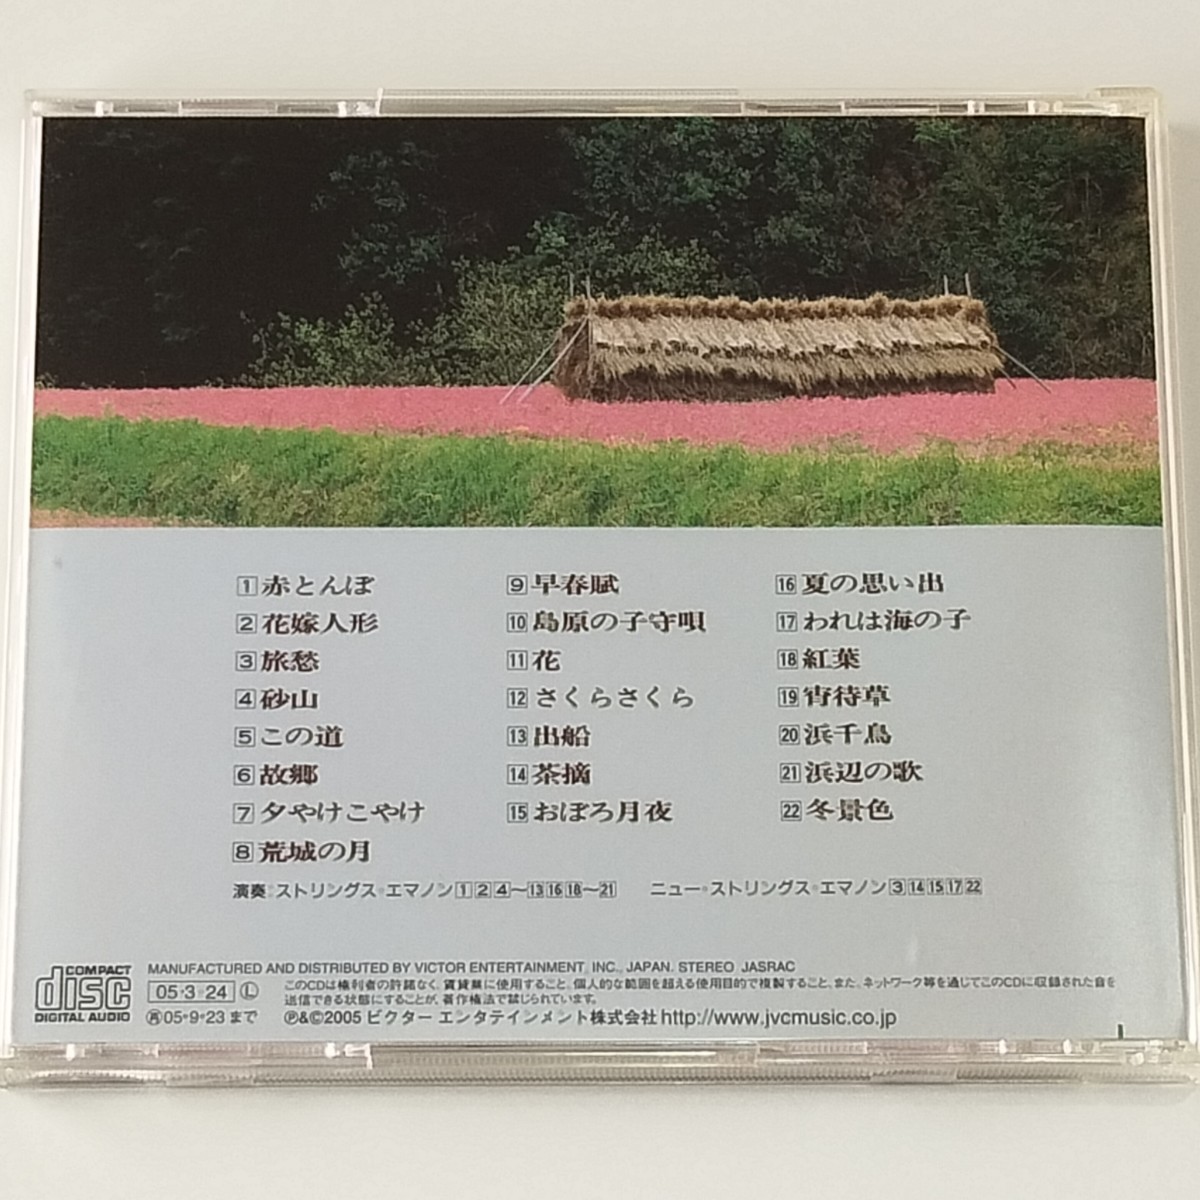 1 赤とんぼ
2 花嫁人形
3 旅愁
4 砂山
5 この道
6 故郷
7 夕やけこやけ
8 荒城の月
9 早春賦
10 島原の子守唄
11 花
12 さくらさくら
13 出船
14 茶摘
15 おぼろ月夜
16 夏の思い出
17 われは海の子
18 紅葉
19 宵待草
20 浜千鳥
21 浜辺の歌
22 冬景色
演奏:ストリングス・エマノン 1 2 4〜13 16 18〜21 ニュー・ストリングス・エマノン 3 14 15 17 22
COMPACT
disc
DIGITAL AUDIO
MANUFACTURED AND DISTRIBUTED BY VICTOR ENTERTAINMENT, INC., JAPAN. STEREO JASRAC
05・3・24 Ⓛ
このCDは権利者の許諾なく、賃貸業に使用すること、個人的な範囲を超える使用目的で複製すること、また、ネットワーク等を通じてこのCDに収録された音を
送信できる状態にすることが、著作権法で禁じられています。
㊢05・9・23まで
Ⓟ&©2005 ビクター エンタテインメント株式会社 http://www.jvcmusic.co.jp